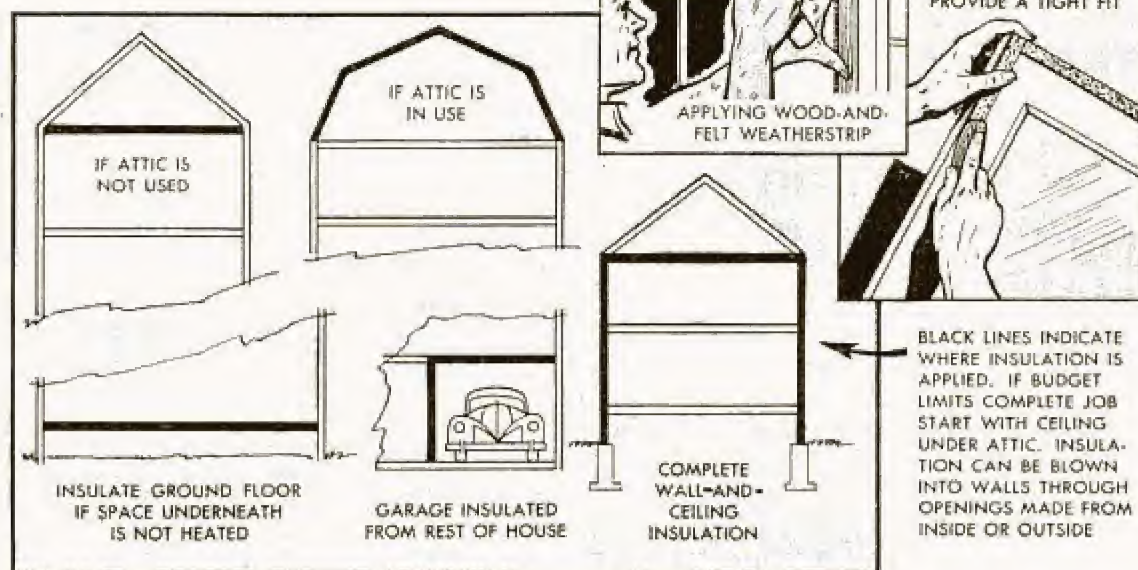 PROVIDE A TIGHT FIT
IF ATTIC IS
NOT USED
IF ATTIC IS
IN USE
APPLYING WOOD-AND-
FELT WEATHERSTRIP
INSULATE GROUND FLOOR
IF SPACE UNDERNEATH
IS NOT HEATED
GARAGE INSULATED
FROM REST OF HOUSE
COMPLETE
WALL-AND-
CEILING
INSULATION
BLACK LINES INDICATE
WHERE INSULATION IS
APPLIED. IF BUDGET
LIMITS COMPLETE JOB
START WITH CEILING
UNDER ATTIC. INSULA-
TION CAN BE BLOWN
INTO WALLS THROUGH
OPENINGS MADE FROM
INSIDE OR OUTSIDE